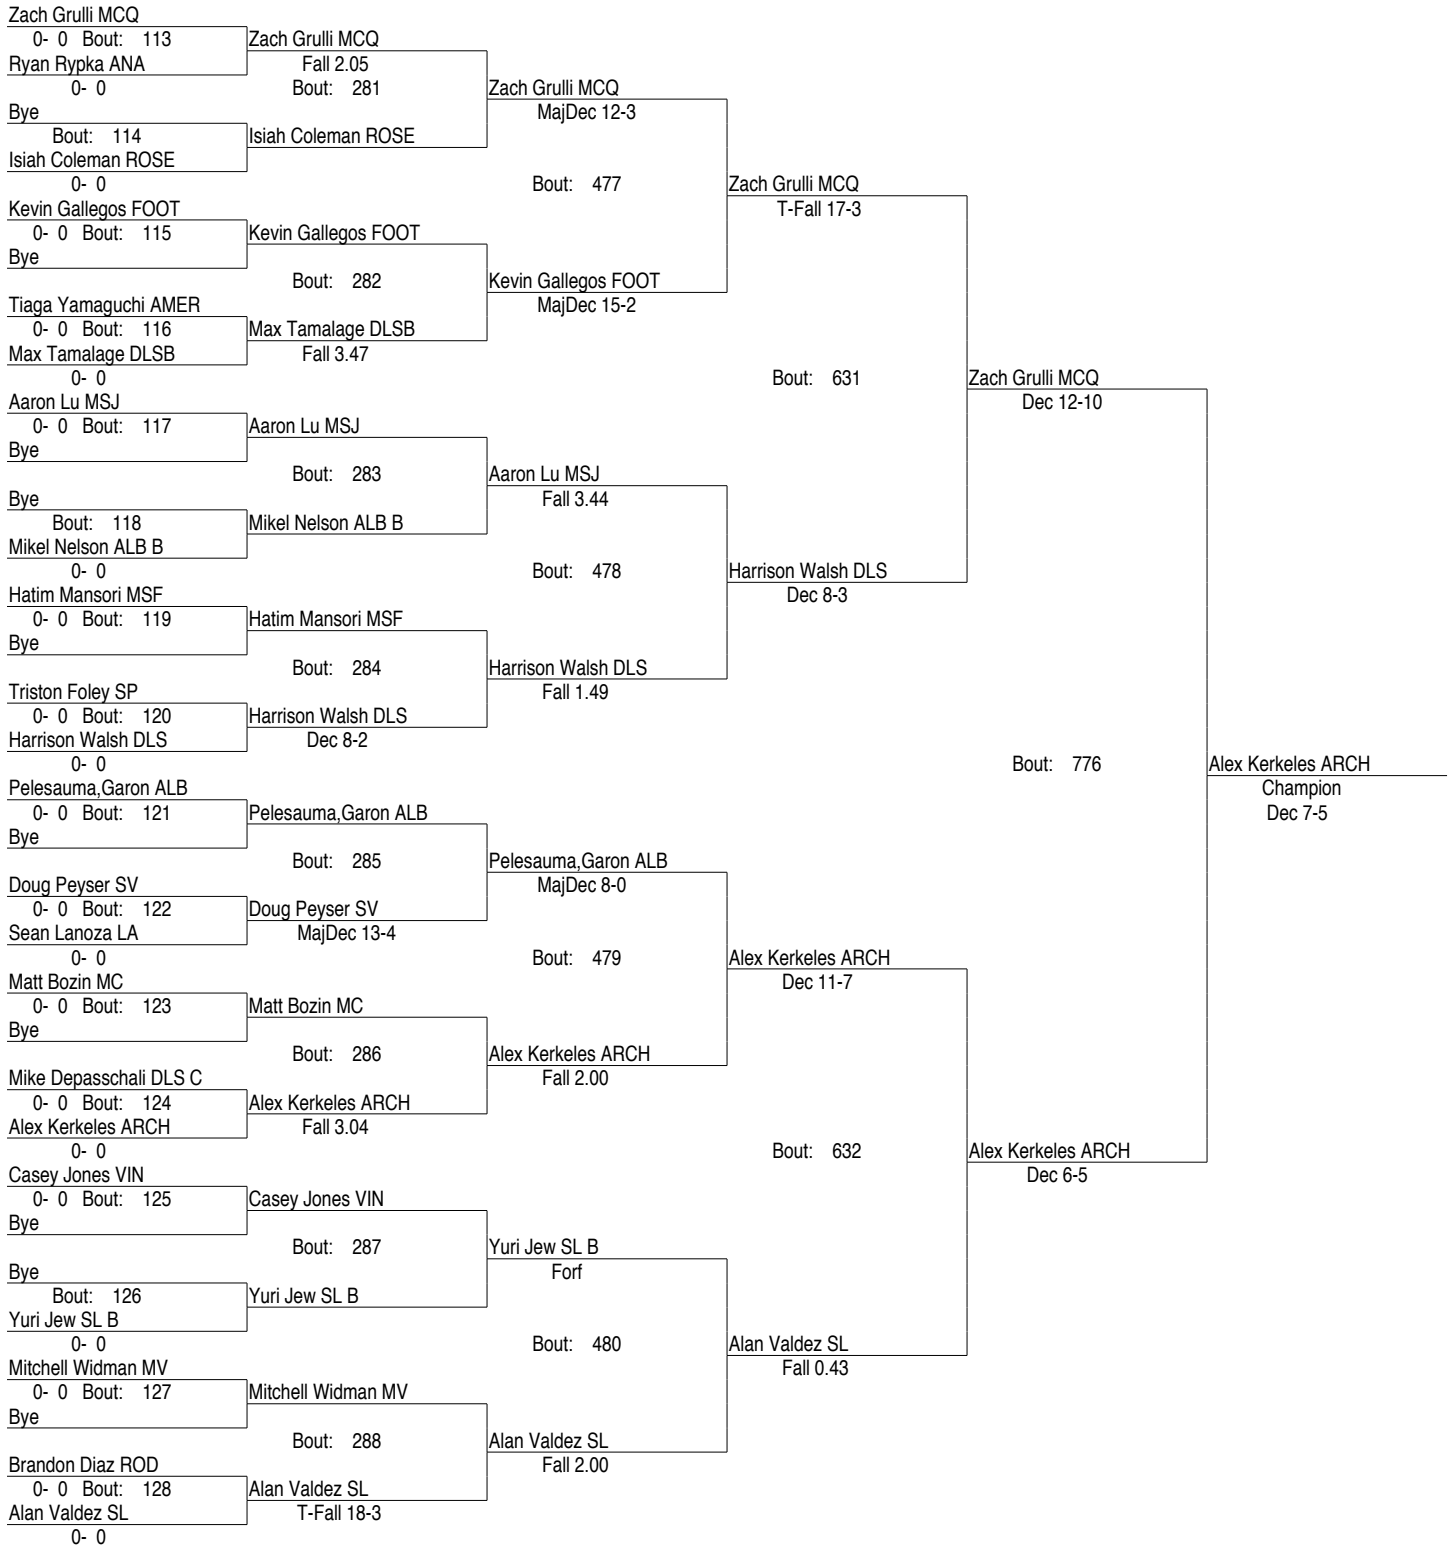 Zach Grulli MCQ
0- 0 Bout: 113
Ryan Rypka ANA
0- 0
Bye
Bout: 114
Isiah Coleman ROSE
0- 0
Kevin Gallegos FOOT
0- 0 Bout: 115
Bye
Tiaga Yamaguchi AMER
0- 0 Bout: 116
Max Tamalage DLSB
0- 0
Aaron Lu MSJ
0- 0 Bout: 117
Bye
Bye
Bout: 118
Mikel Nelson ALB B
0- 0
Hatim Mansori MSF
0- 0 Bout: 119
Bye
Triston Foley SP
0- 0 Bout: 120
Harrison Walsh DLS
0- 0
Pelesauma,Garon ALB
0- 0 Bout: 121
Bye
Doug Peyser SV
0- 0 Bout: 122
Sean Lanoza LA
0- 0
Matt Bozin MC
0- 0 Bout: 123
Bye
Mike Depasschali DLS C
0- 0 Bout: 124
Alex Kerkeles ARCH
0- 0
Casey Jones VIN
0- 0 Bout: 125
Bye
Bye
Bout: 126
Yuri Jew SL B
0- 0
Mitchell Widman MV
0- 0 Bout: 127
Bye
Brandon Diaz ROD
0- 0 Bout: 128
Alan Valdez SL
0- 0
Zach Grulli MCQ
Fall 2.05
Bout: 281
Isiah Coleman ROSE
Kevin Gallegos FOOT
Bout: 282
Max Tamalage DLSB
Fall 3.47
Aaron Lu MSJ
Bout: 283
Mikel Nelson ALB B
Hatim Mansori MSF
Bout: 284
Harrison Walsh DLS
Dec 8-2
Pelesauma,Garon ALB
Bout: 285
Doug Peyser SV
MajDec 13-4
Matt Bozin MC
Bout: 286
Alex Kerkeles ARCH
Fall 3.04
Casey Jones VIN
Bout: 287
Yuri Jew SL B
Mitchell Widman MV
Bout: 288
Alan Valdez SL
T-Fall 18-3
Zach Grulli MCQ
MajDec 12-3
Bout: 477
Kevin Gallegos FOOT
MajDec 15-2
Aaron Lu MSJ
Fall 3.44
Bout: 478
Harrison Walsh DLS
Fall 1.49
Pelesauma,Garon ALB
MajDec 8-0
Bout: 479
Alex Kerkeles ARCH
Fall 2.00
Yuri Jew SL B
Forf
Bout: 480
Alan Valdez SL
Fall 2.00
Zach Grulli MCQ
T-Fall 17-3
Bout: 631
Harrison Walsh DLS
Dec 8-3
Alex Kerkeles ARCH
Dec 11-7
Bout: 632
Alan Valdez SL
Fall 0.43
Zach Grulli MCQ
Dec 12-10
Bout: 776
Alex Kerkeles ARCH
Dec 6-5
Alex Kerkeles ARCH
Champion
Dec 7-5